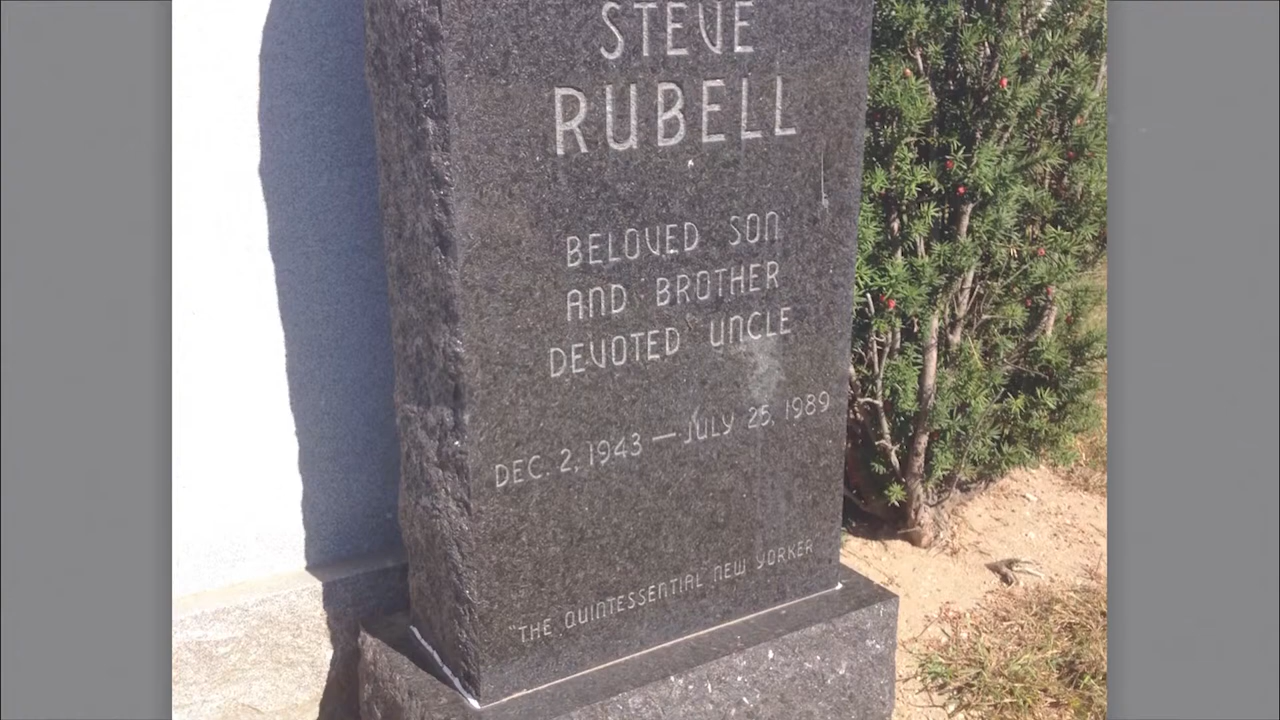 STEVE
RUBELL
BELOVED SON
AND BROTHER
DEVOTED UNCLE
DEC. 2, 1943 — JULY 25, 1989
"THE QUINTESSENTIAL NEW YORKER